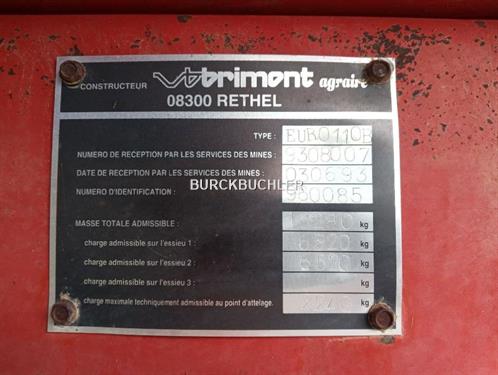 CONSTRUCTEUR brimont agraire
08300 RETHEL
TYPE :
NUMERO DE RECEPTION PAR LES SERVICES DES MINES : 9308007
DATE DE RECEPTION PAR LES SERVICES DES MINES : 030693
BURCKBUCHLER
NUMERO D'IDENTIFICATION : 950085
MASSE TOTALE ADMISSIBLE : kg
charge admissible sur l'essieu 1 : kg
charge admissible sur l'essieu 2 : kg
charge admissible sur l'essieu 3 : kg
charge maximale techniquement admissible au point d'attelage. kg